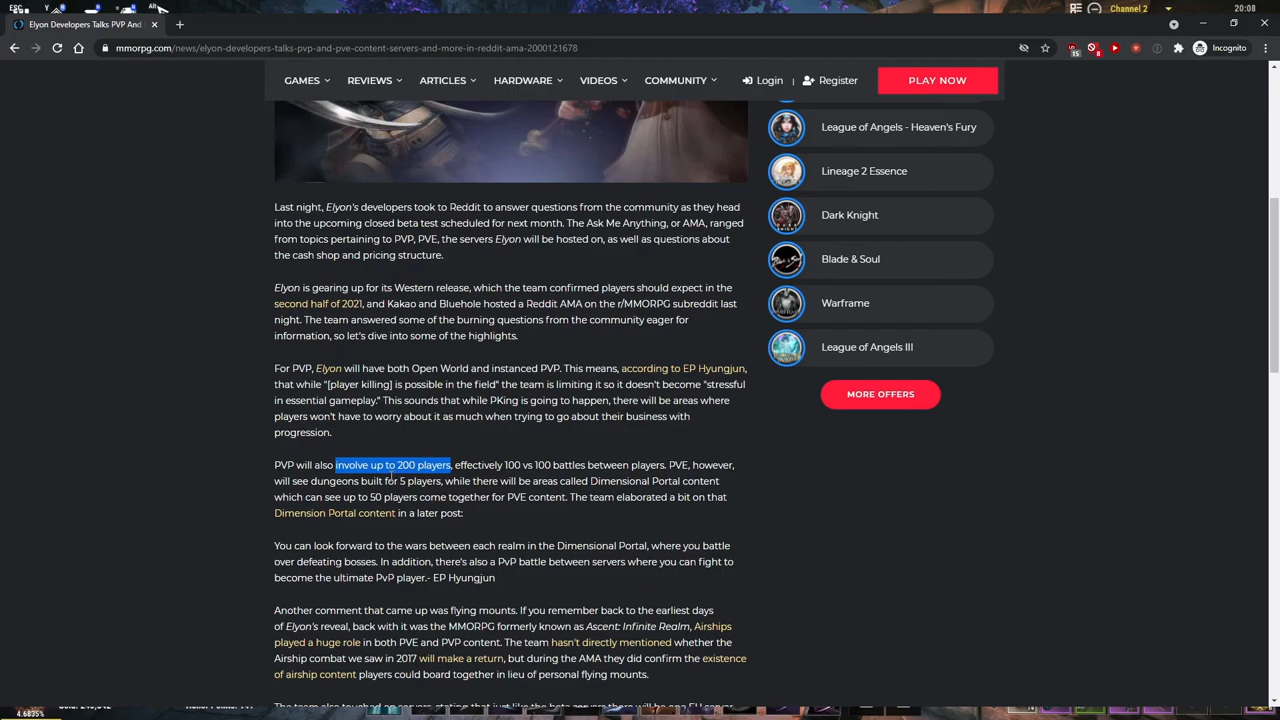 ESC
20:08
Channel 2
Elyon Developers Talks PVP And
mmorpg.com/news/elyon-developers-talks-pvp-and-pve-content-servers-and-more-in-reddit-ama-2000121678
15
8
Incognito
GAMES
REVIEWS
ARTICLES
HARDWARE
VIDEOS
COMMUNITY
Login
Register
PLAY NOW
League of Angels - Heaven's Fury
Lineage 2 Essence
Dark Knight
Blade & Soul
Warframe
League of Angels III
MORE OFFERS
Last night, Elyon's developers took to Reddit to answer questions from the community as they head
into the upcoming closed beta test scheduled for next month. The Ask Me Anything, or AMA, ranged
from topics pertaining to PVP, PVE, the servers Elyon will be hosted on, as well as questions about
the cash shop and pricing structure.
Elyon is gearing up for its Western release, which the team confirmed players should expect in the
second half of 2021, and Kakao and Bluehole hosted a Reddit AMA on the r/MMORPG subreddit last
night. The team answered some of the burning questions from the community eager for
information, so let's dive into some of the highlights.
For PVP, Elyon will have both Open World and instanced PVP. This means, according to EP Hyungjun,
that while "[player killing] is possible in the field" the team is limiting it so it doesn't become "stressful
in essential gameplay." This sounds that while PKing is going to happen, there will be areas where
players won't have to worry about it as much when trying to go about their business with
progression.
PVP will also involve up to 200 players, effectively 100 vs 100 battles between players. PVE, however,
will see dungeons built for 5 players, while there will be areas called Dimensional Portal content
which can see up to 50 players come together for PVE content. The team elaborated a bit on that
Dimension Portal content in a later post:
You can look forward to the wars between each realm in the Dimensional Portal, where you battle
over defeating bosses. In addition, there's also a PvP battle between servers where you can fight to
become the ultimate PvP player.- EP Hyungjun
Another comment that came up was flying mounts. If you remember back to the earliest days
of Elyon's reveal, back with it was the MMORPG formerly known as Ascent: Infinite Realm, Airships
played a huge role in both PVE and PVP content. The team hasn't directly mentioned whether the
Airship combat we saw in 2017 will make a return, but during the AMA they did confirm the existence
of airship content players could board together in lieu of personal flying mounts.
4.6835%